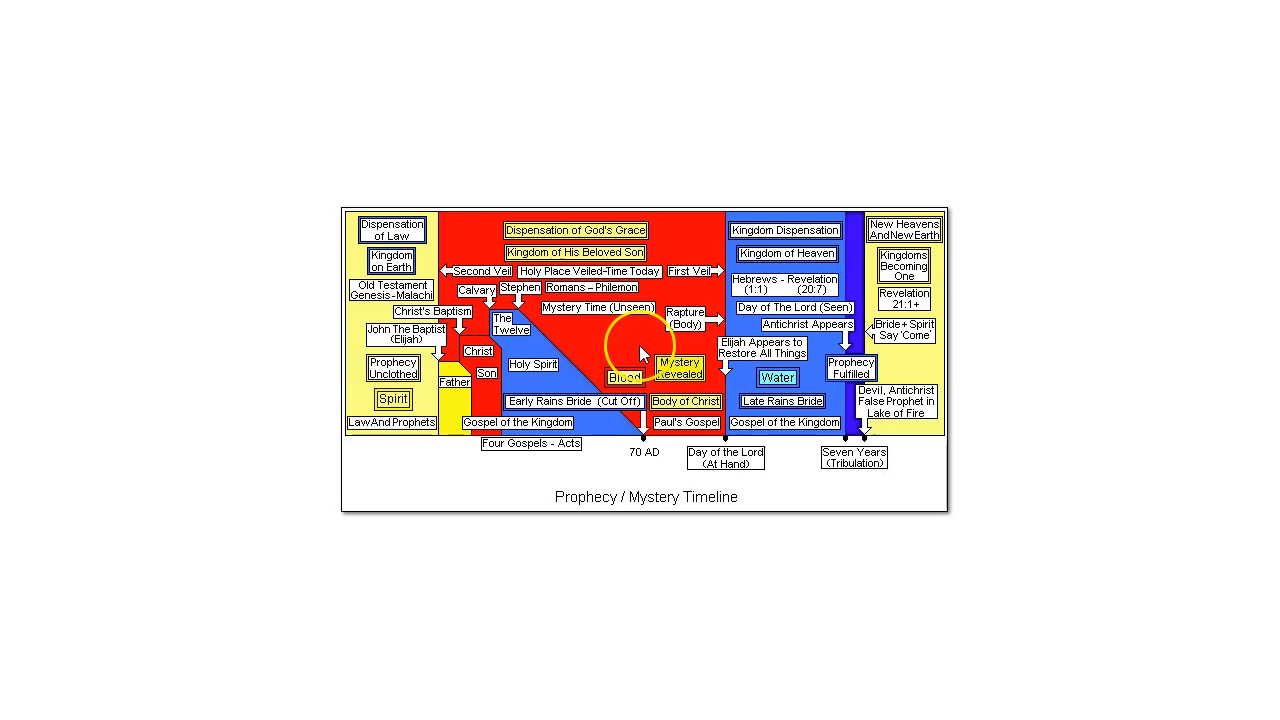 Dispensation
of Law
Dispensation of God's Grace
Kingdom Dispensation
New Heavens
And New Earth
Kingdom
on Earth
Kingdom of His Beloved Son
Kingdom of Heaven
Kingdoms
Becoming
One
Second Veil
Holy Place Veiled-Time Today
First Veil
Old Testament
Genesis - Malachi
Calvary
Stephen
Romans – Philemon
Hebrews - Revelation
(1:1) (20:7)
Revelation
21:1+
Christ's Baptism
Mystery Time (Unseen)
Day of The Lord (Seen)
The
Twelve
Rapture
(Body)
Antichrist Appears
Bride + Spirit
Say 'Come'
John The Baptist
(Elijah)
Christ
Elijah Appears to
Restore All Things
Prophecy
Unclothed
Son
Holy Spirit
Mystery
Revealed
Prophecy
Fulfilled
Father
Blood
Water
Spirit
Early Rains Bride (Cut Off)
Body of Christ
Late Rains Bride
Devil, Antichrist
False Prophet in
Lake of Fire
Law And Prophets
Gospel of the Kingdom
Paul's Gospel
Gospel of the Kingdom
Four Gospels - Acts
70 AD
Day of the Lord
(At Hand)
Seven Years
(Tribulation)
Prophecy / Mystery Timeline